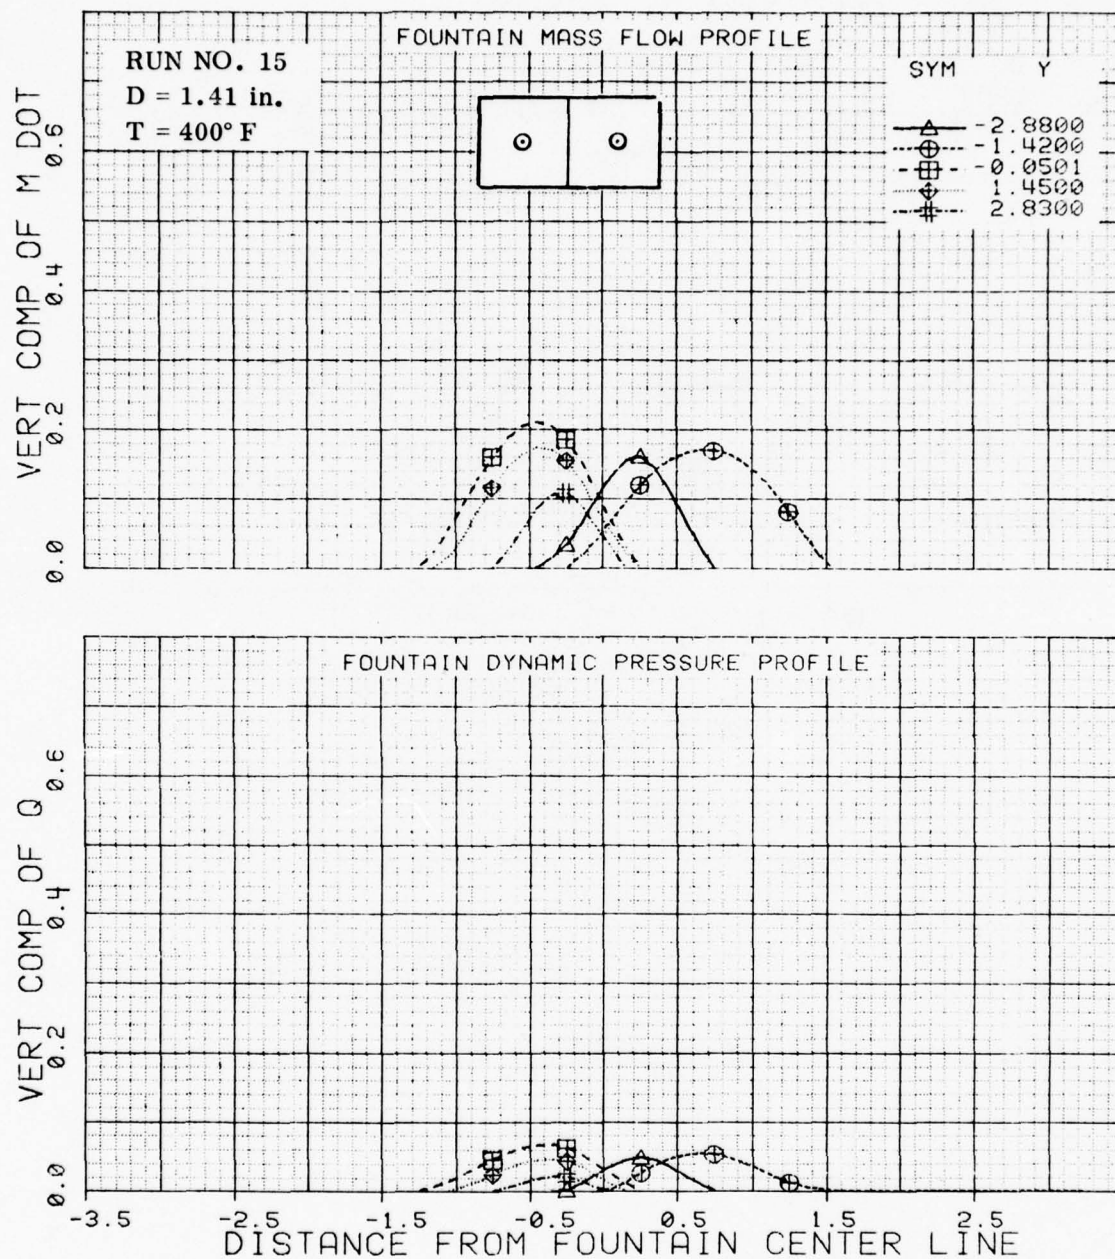 FOUNTAIN MASS FLOW PROFILE
RUN NO. 15
D = 1.41 in.
T = 400° F
SYM Y
-2.8800
-1.4200
-0.0501
1.4500
2.8300
VERT COMP OF M DOT
0.6
0.4
0.2
0.0
FOUNTAIN DYNAMIC PRESSURE PROFILE
VERT COMP OF Q
0.6
0.4
0.2
0.0
-3.5 -2.5 -1.5 -0.5 0.5 1.5 2.5
DISTANCE FROM FOUNTAIN CENTER LINE